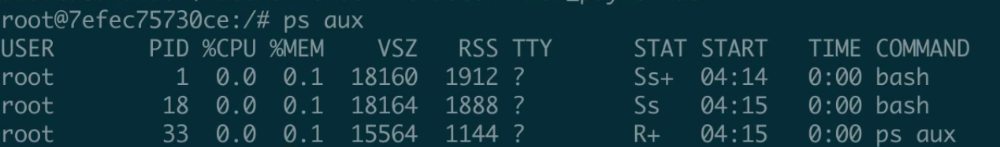 root@7efec75730ce:/# ps aux
USER       PID %CPU %MEM    VSZ   RSS TTY      STAT START   TIME COMMAND
root         1  0.0  0.1  18160  1912 ?        Ss+  04:14   0:00 bash
root        18  0.0  0.1  18164  1888 ?        Ss   04:15   0:00 bash
root        33  0.0  0.1  15564  1144 ?        R+   04:15   0:00 ps aux